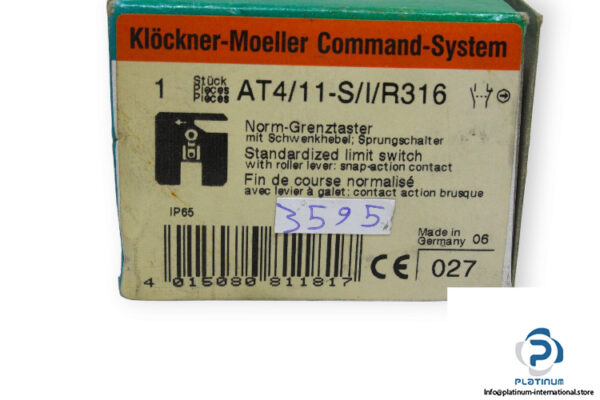 Klöckner-Moeller Command-System
1 Stück
Pieces
Pièces
AT4/11-S/I/R316
Norm-Grenztaster
mit Schwenkhebel; Sprungschalter
Standardized limit switch
with roller lever: snap-action contact
Fin de course normalisé
avec levier à galet: contact action brusque
IP65
3595
Made in
Germany 06
4 015080 811817
CE
027
PLATINUM
Info@platinum-international.store